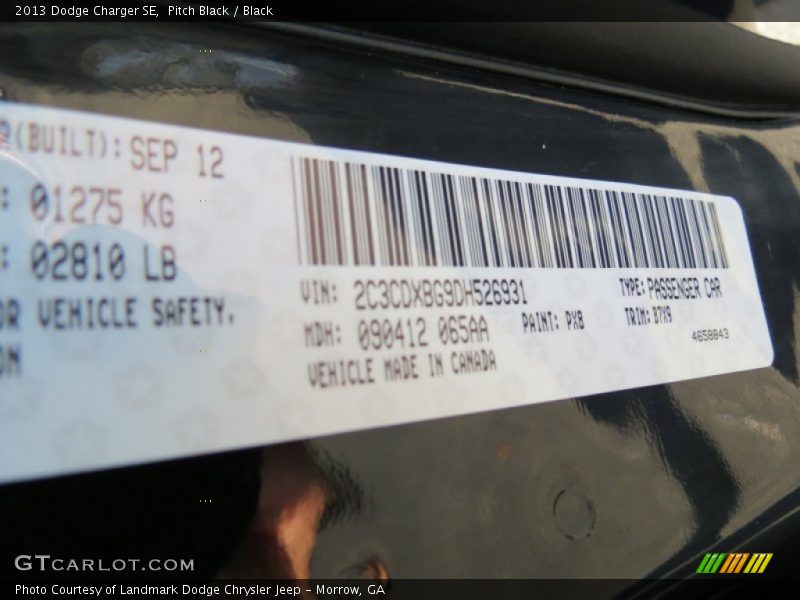 2013 Dodge Charger SE, Pitch Black / Black
(BUILT): SEP 12
: 01275 KG
: 02810 LB
VEHICLE SAFETY.
VIN: 2C3CDXBG9DH526931
TYPE: PASSENGER CAR
MDH: 090412 065AA
PAINT: PX8
TRIM: B7X9
VEHICLE MADE IN CANADA
4658843
GTCARLOT.COM
Photo Courtesy of Landmark Dodge Chrysler Jeep - Morrow, GA